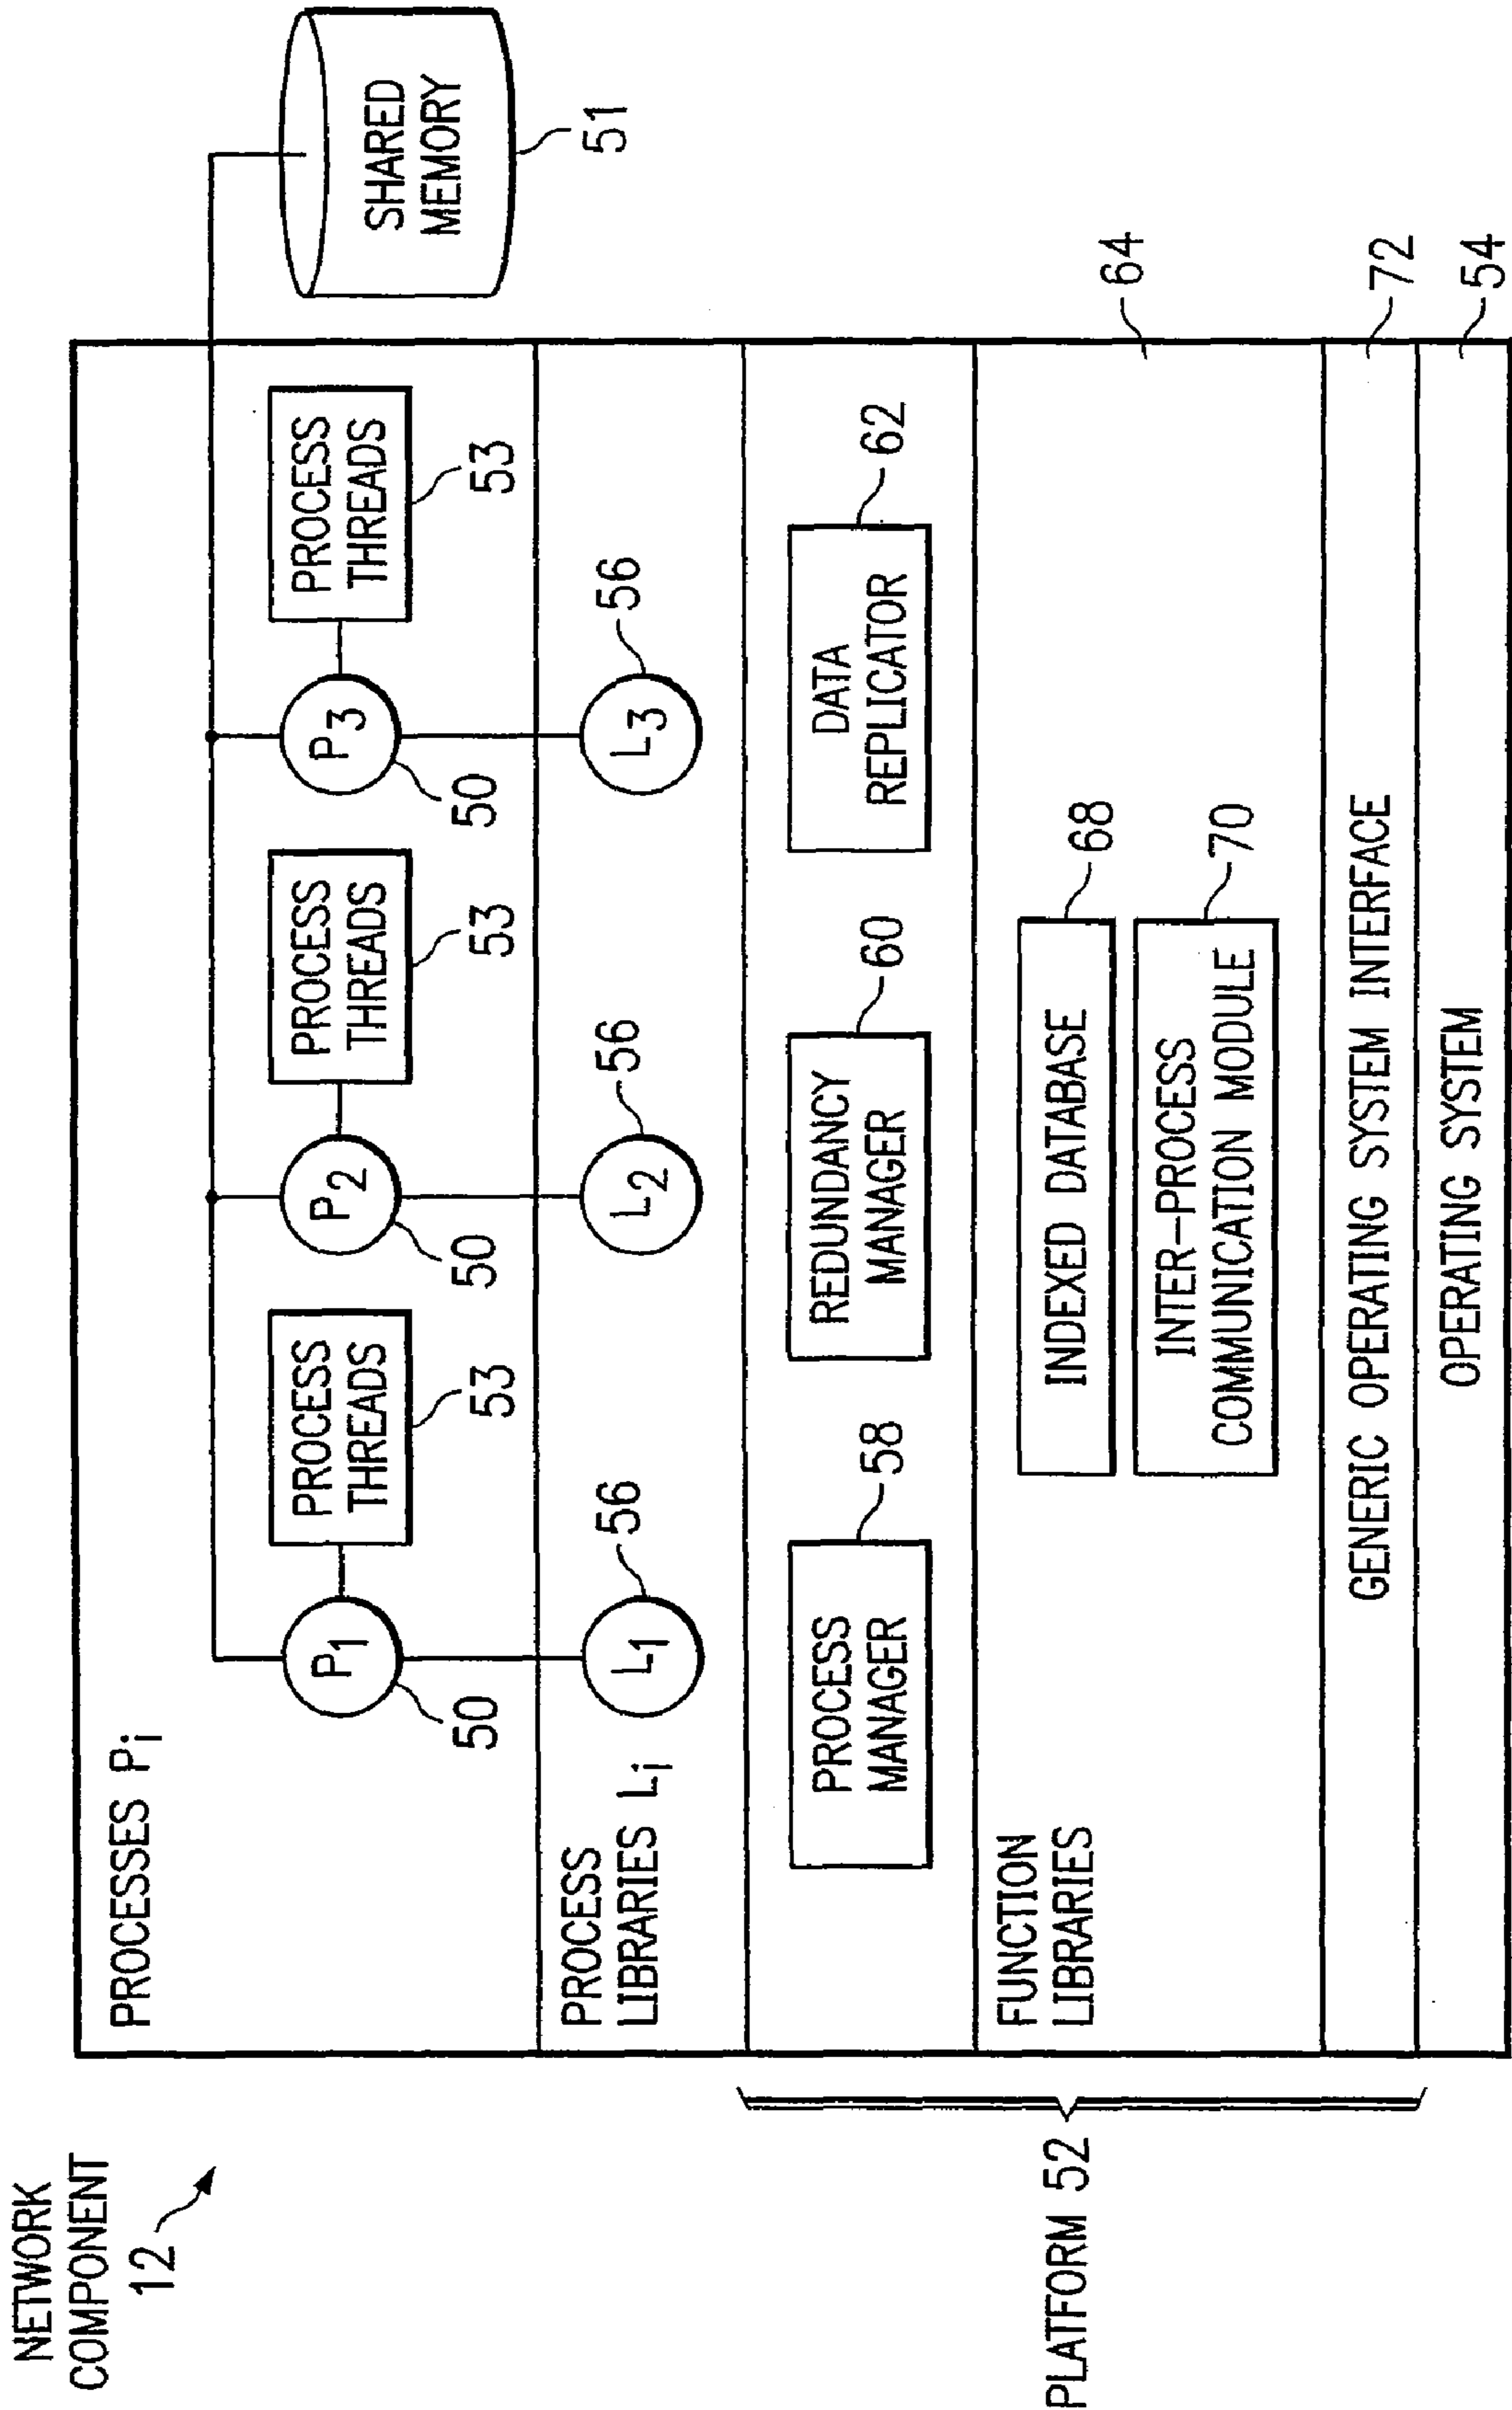 NETWORK
COMPONENT
12
PROCESSES Pi
P1
50
PROCESS
THREADS
53
P2
50
PROCESS
THREADS
53
P3
50
PROCESS
THREADS
53
SHARED
MEMORY
51
PROCESS
LIBRARIES Li
L1
56
L2
56
L3
56
PLATFORM 52
PROCESS
MANAGER
58
REDUNDANCY
MANAGER
60
DATA
REPLICATOR
62
FUNCTION
LIBRARIES
INDEXED DATABASE
68
INTER-PROCESS
COMMUNICATION MODULE
70
64
GENERIC OPERATING SYSTEM INTERFACE
72
OPERATING SYSTEM
54